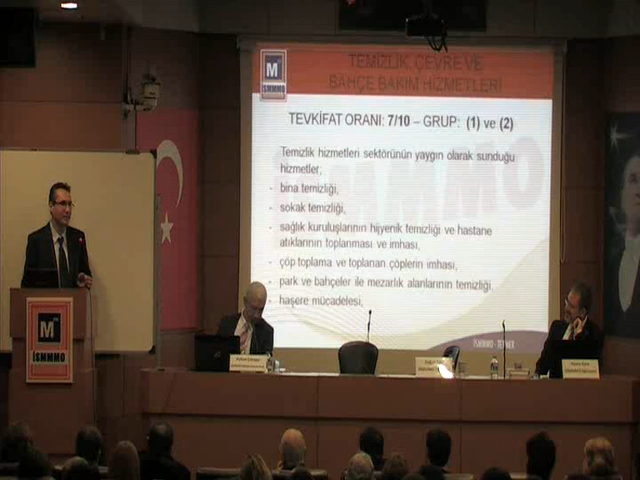 M
İSMMMO
TEMİZLİK, ÇEVRE VE
BAHÇE BAKIM HİZMETLERİ
TEVKİFAT ORANI: 7/10 – GRUP: (1) ve (2)
Temizlik hizmetleri sektörünün yaygın olarak sunduğu
hizmetler;
- bina temizliği,
- sokak temizliği,
- sağlık kuruluşlarının hijyenik temizliği ve hastane
atıklarının toplanması ve imhası,
- çöp toplama ve toplanan çöplerin imhası,
- park ve bahçeler ile mezarlık alanlarının temizliği,
- haşere mücadelesi,
M
İSMMMO